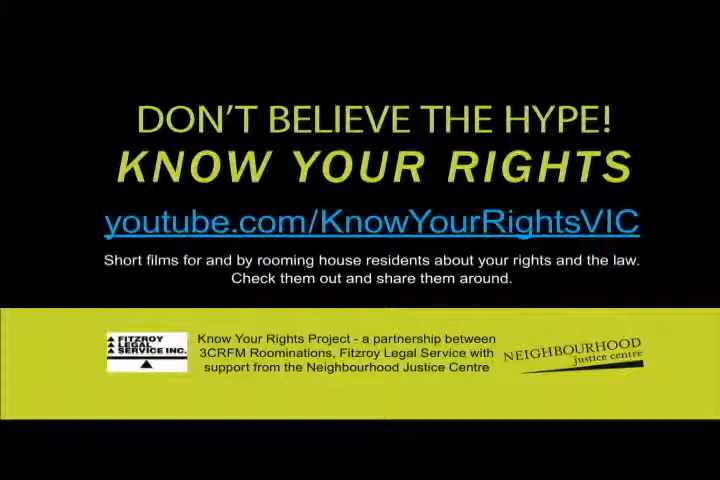 DON'T BELIEVE THE HYPE!
KNOW YOUR RIGHTS
youtube.com/KnowYourRightsVIC
Short films for and by rooming house residents about your rights and the law.
Check them out and share them around.
FITZROY
LEGAL
SERVICE INC.
Know Your Rights Project - a partnership between
3CRFM Roominations, Fitzroy Legal Service with
support from the Neighbourhood Justice Centre
NEIGHBOURHOOD
justice centre